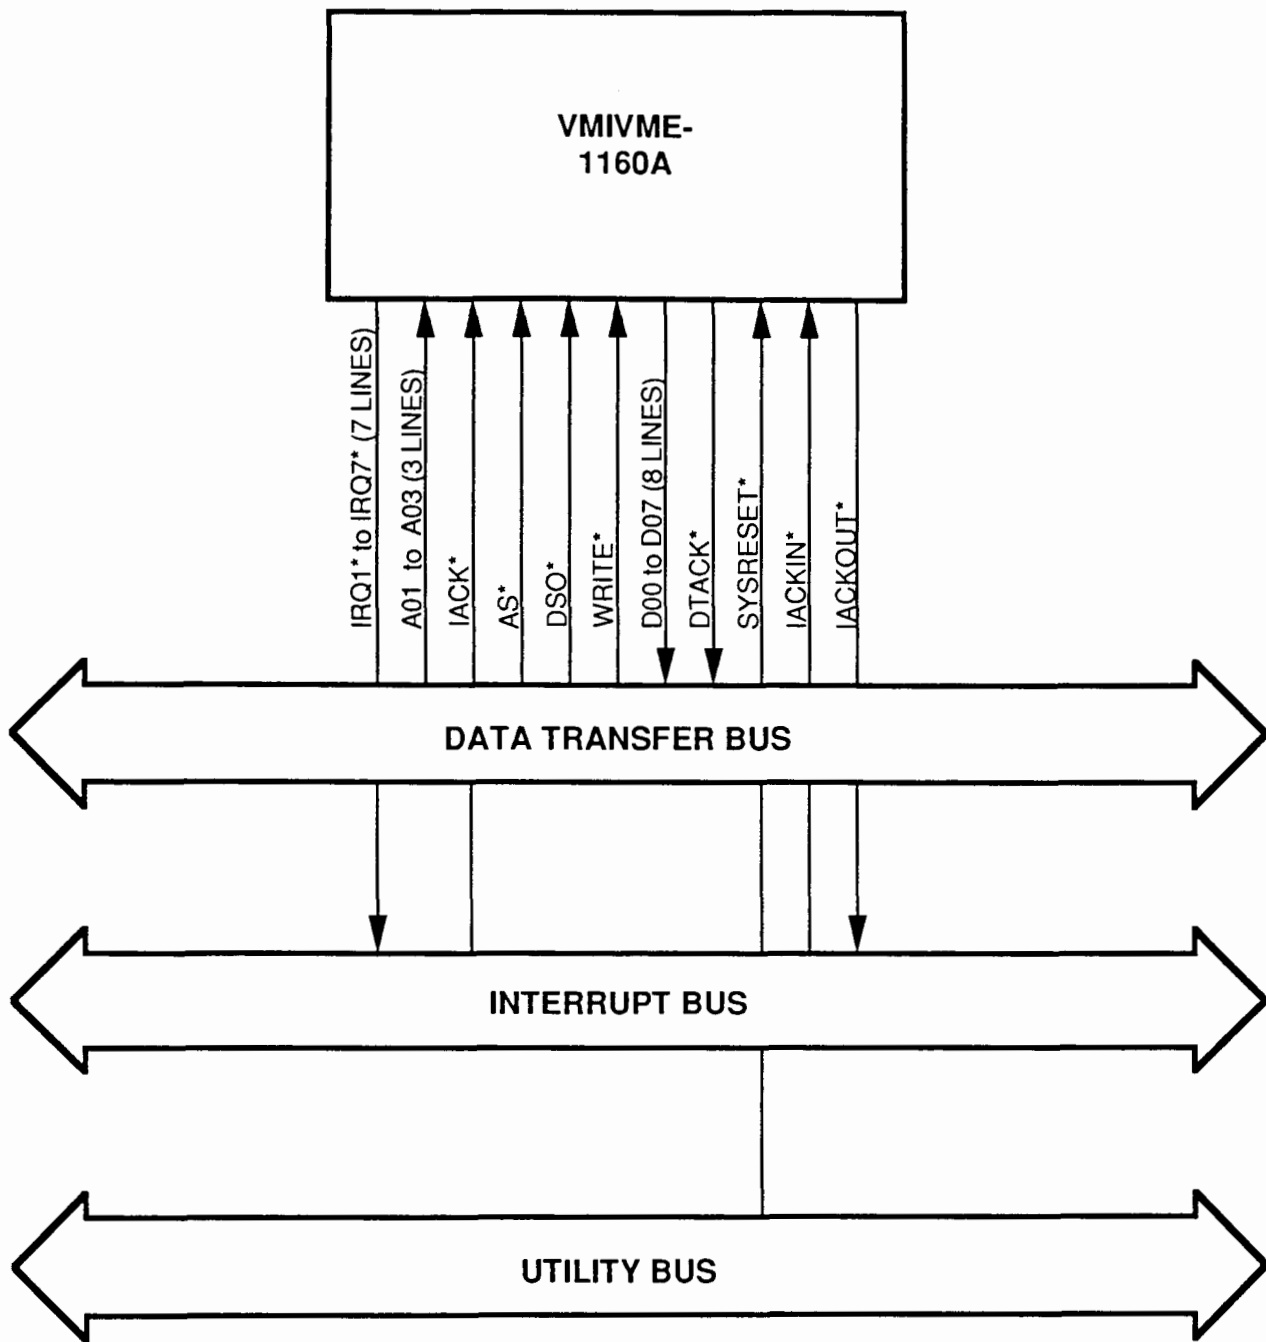 VMIVME-
1160A
IRQ1* to IRQ7* (7 LINES)
A01 to A03 (3 LINES)
IACK*
AS*
DSO*
WRITE*
D00 to D07 (8 LINES)
DTACK*
SYSRESET*
IACKIN*
IACKOUT*
DATA TRANSFER BUS
INTERRUPT BUS
UTILITY BUS